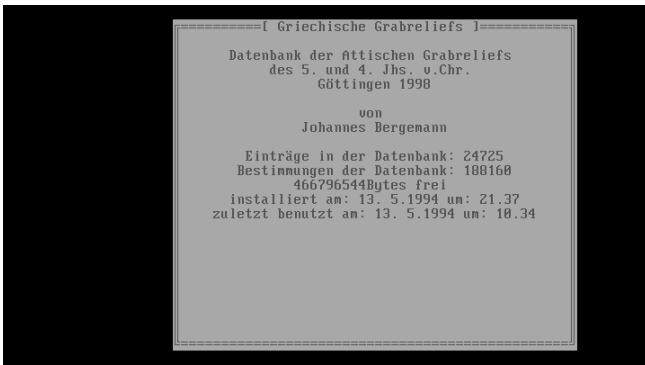 [ Griechische Grabreliefs ]
Datenbank der Attischen Grabreliefs
des 5. und 4. Jhs. v.Chr.
Göttingen 1998
von
Johannes Bergemann
Einträge in der Datenbank: 24725
Bestimmungen der Datenbank: 188160
466796544Bytes frei
installiert am: 13. 5.1994 um: 21.37
zuletzt benutzt am: 13. 5.1994 um: 10.34